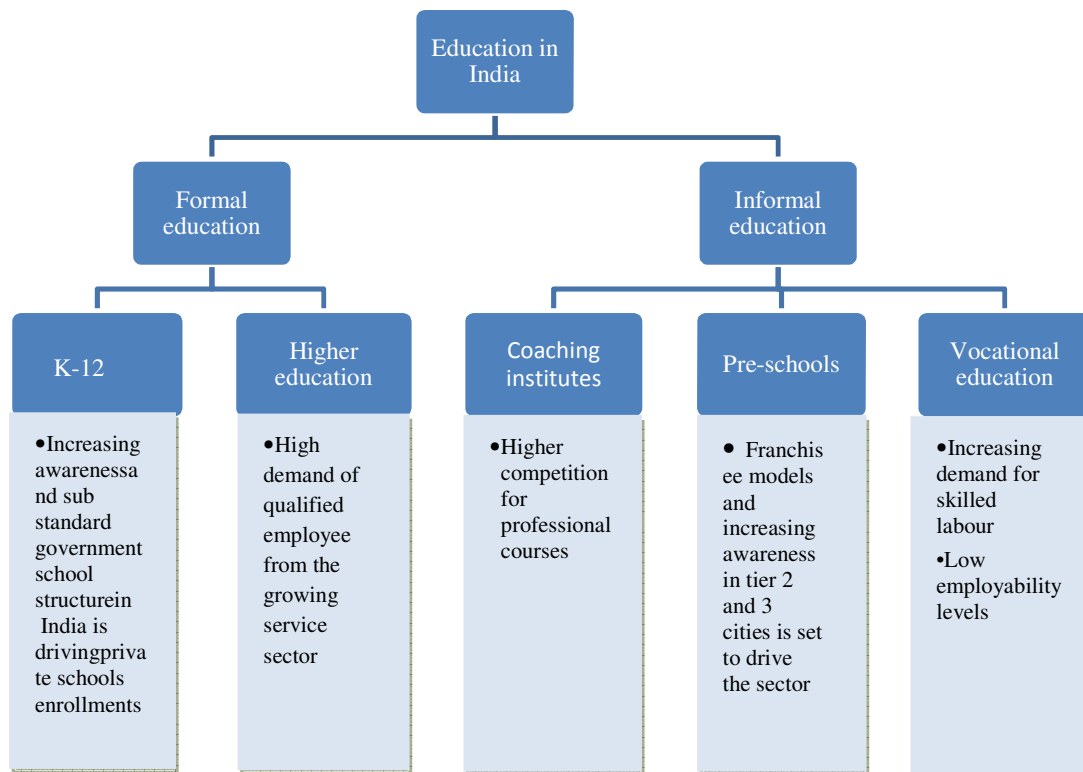 Education in
India
Formal
education
Informal
education
K-12
Higher
education
Coaching
institutes
Pre-schools
Vocational
education
•Increasing
awarenessa
nd sub
standard
government
school
structurein
India is
drivingpriva
te schools
enrollments
•High
demand of
qualified
employee
from the
growing
service
sector
•Higher
competition
for
professional
courses
• Franchis
ee models
and
increasing
awareness
in tier 2
and 3
cities is set
to drive
the sector
•Increasing
demand for
skilled
labour
•Low
employability
levels